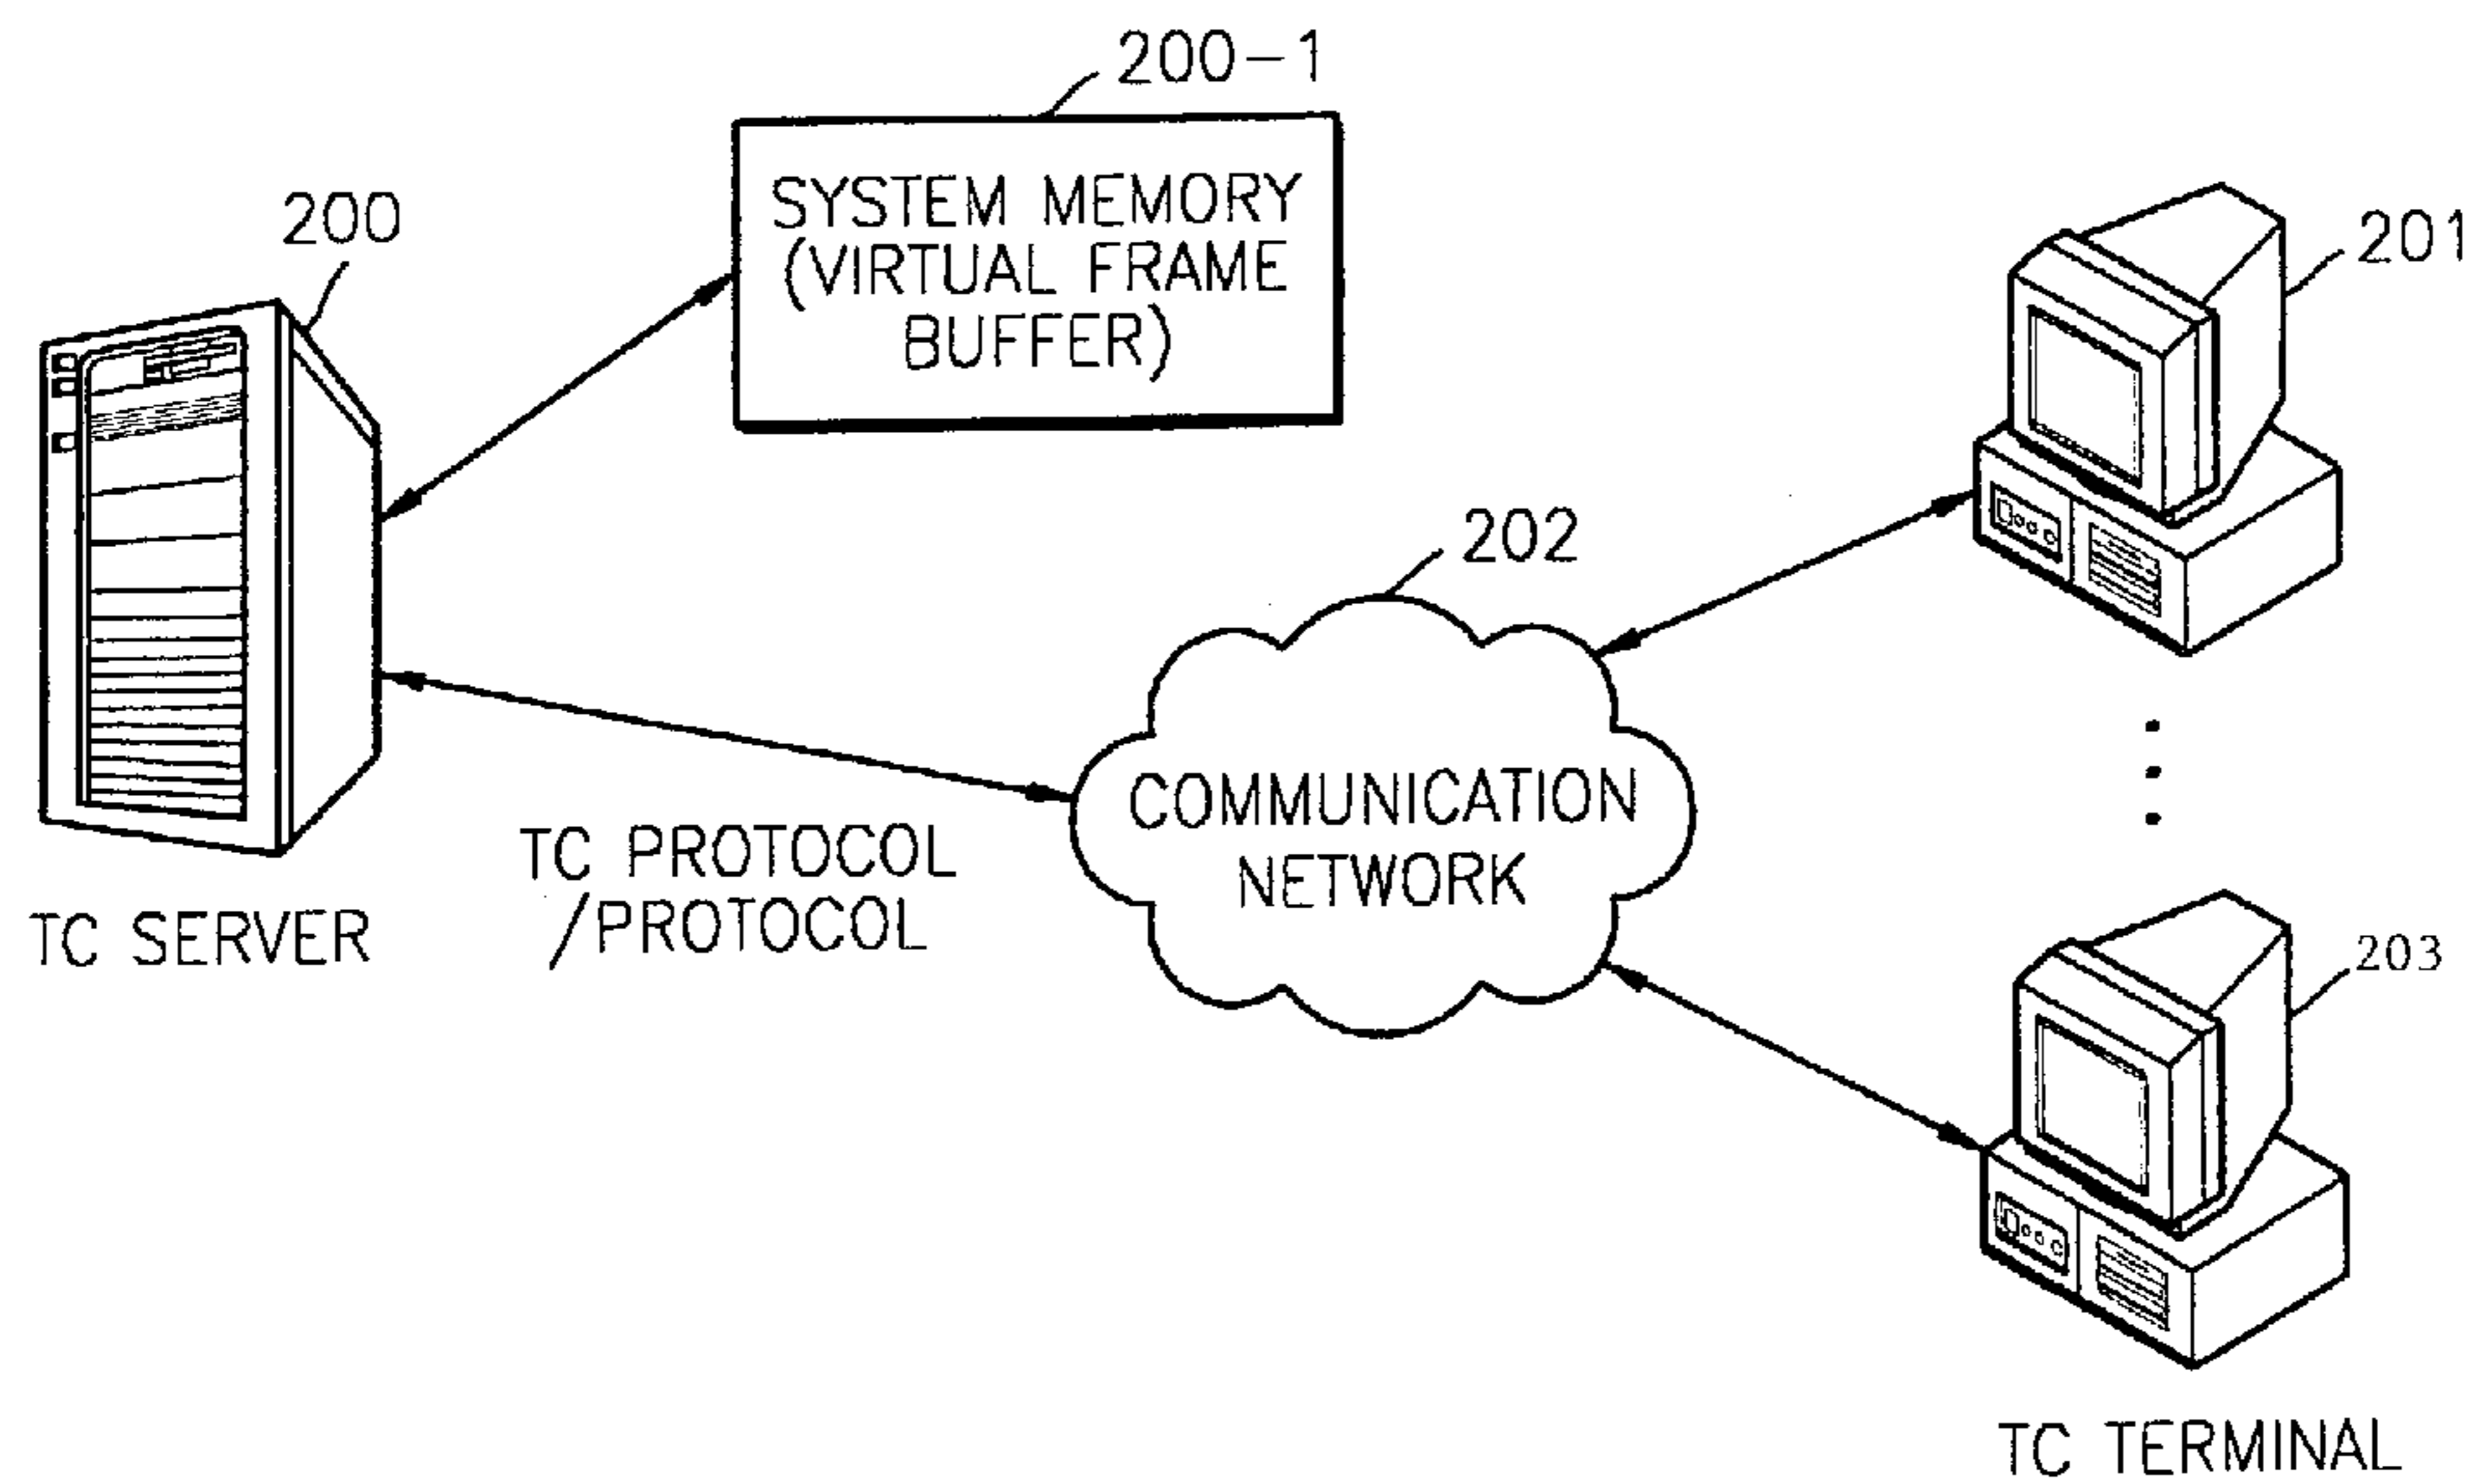 200-1
SYSTEM MEMORY
(VIRTUAL FRAME
BUFFER)
200
201
202
COMMUNICATION
NETWORK
TC PROTOCOL
/PROTOCOL
TC SERVER
203
TC TERMINAL